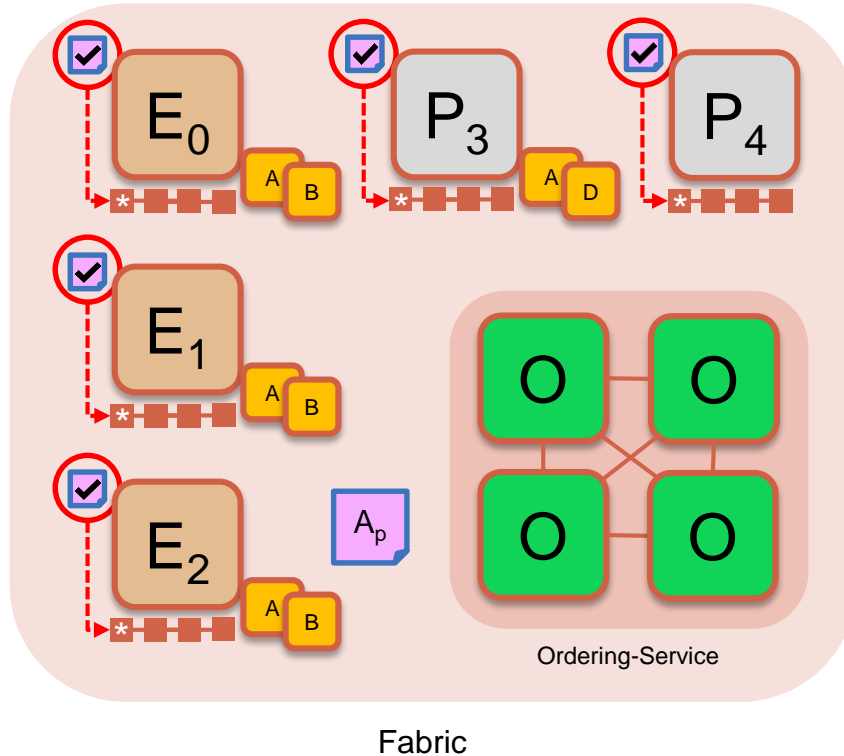 E0
P3
P4
A
B
A
D
*
*
*
E1
A
B
*
O
O
E2
Ap
O
O
A
B
*
Ordering-Service
Fabric